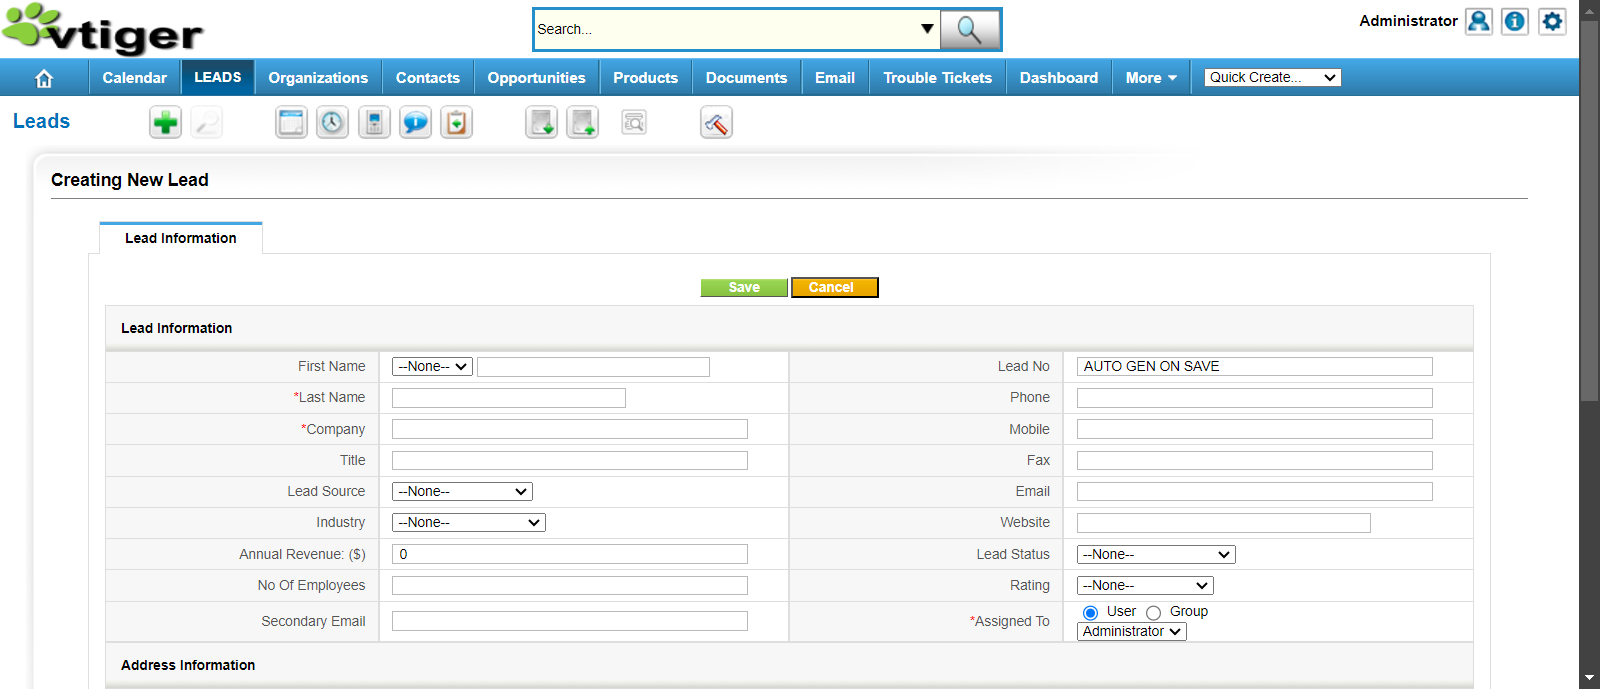 vtiger
Search...
Administrator
Calendar LEADS Organizations Contacts Opportunities Products Documents Email Trouble Tickets Dashboard More Quick Create...
Leads
Creating New Lead
Lead Information
Save Cancel
Lead Information
First Name --None-- Lead No AUTO GEN ON SAVE
*Last Name Phone
*Company Mobile
Title Fax
Lead Source --None-- Email
Industry --None-- Website
Annual Revenue: ($) 0 Lead Status --None--
No Of Employees Rating --None--
Secondary Email *Assigned To User Group
Administrator
Address Information